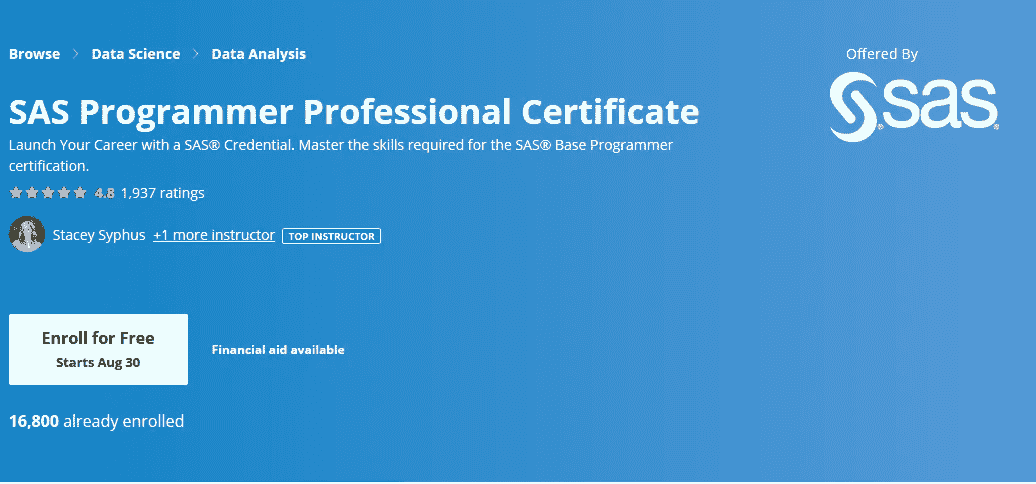 Browse > Data Science > Data Analysis
Offered By
sas
SAS Programmer Professional Certificate
Launch Your Career with a SAS® Credential. Master the skills required for the SAS® Base Programmer
certification.
4.8 1,937 ratings
Stacey Syphus +1 more instructor TOP INSTRUCTOR
Enroll for Free
Starts Aug 30
Financial aid available
16,800 already enrolled